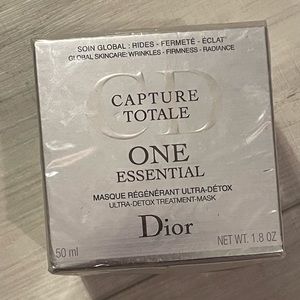 SOIN GLOBAL : RIDES - FERMETÉ - ÉCLAT
GLOBAL SKINCARE: WRINKLES - FIRMNESS - RADIANCE
CD
CAPTURE
TOTALE
ONE
ESSENTIAL
MASQUE RÉGÉNÉRANT ULTRA-DÉTOX
ULTRA-DETOX TREATMENT-MASK
Dior
50 ml
NET WT. 1.8 OZ